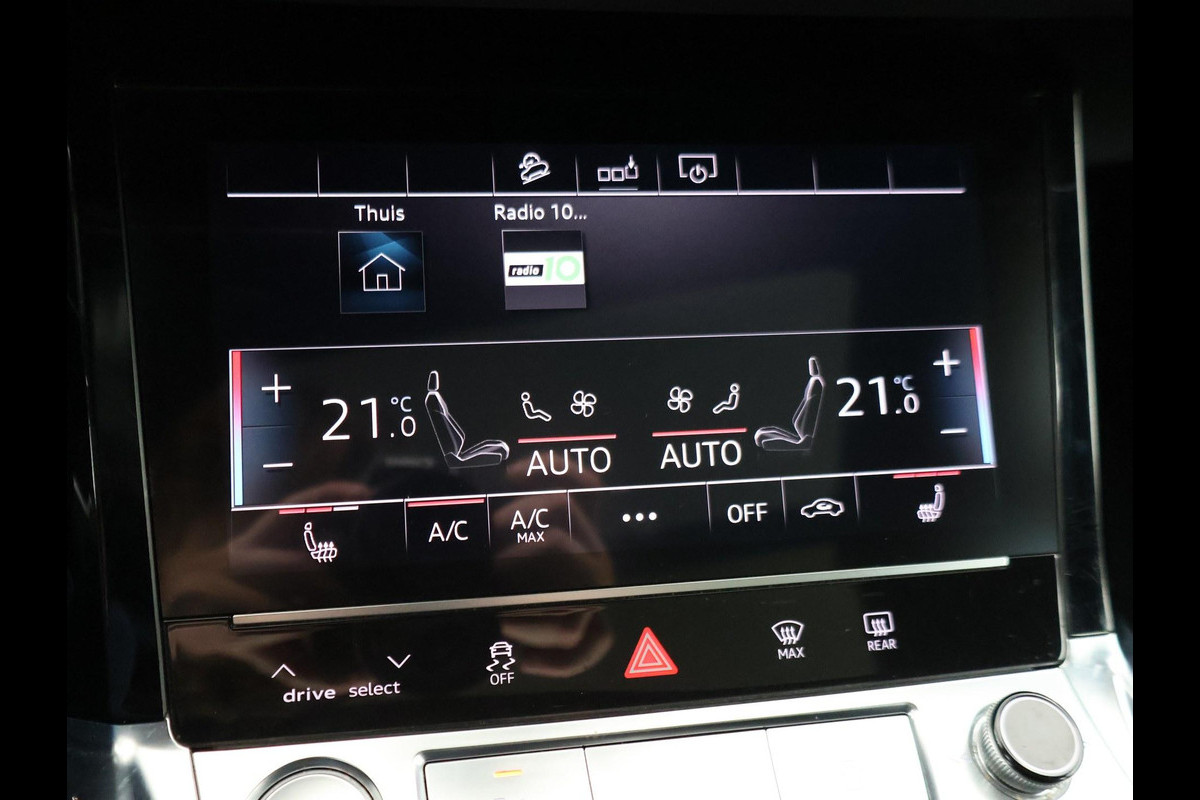 Thuis Radio 10...
radio 10
21.0 °C 21.0 °C
AUTO AUTO
A/C A/C MAX ... OFF
drive select OFF MAX REAR